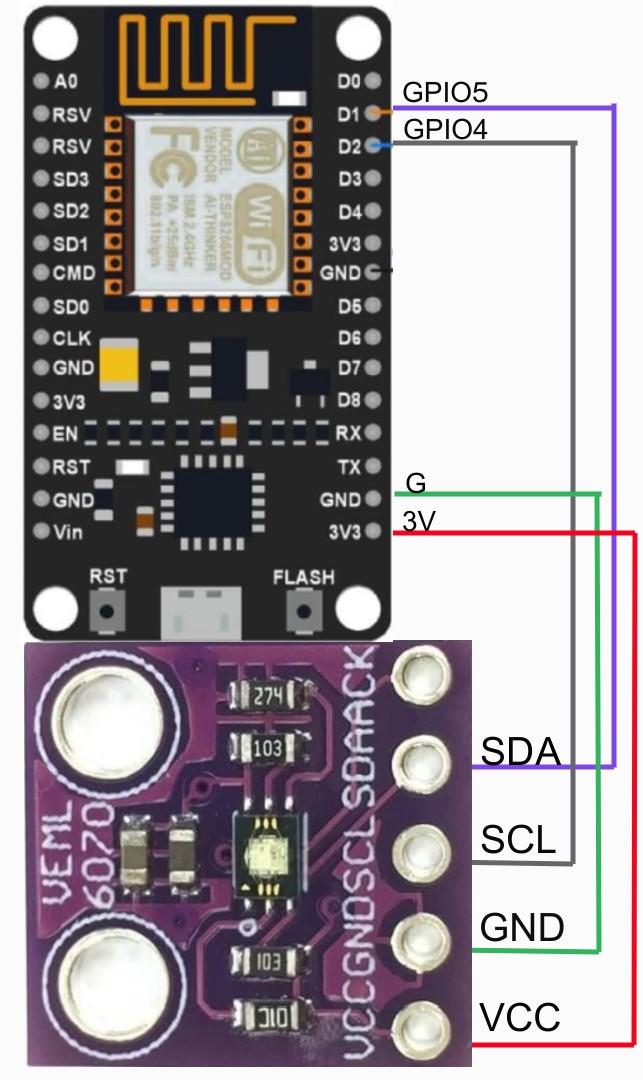 A0
RSV
RSV
SD3
SD2
SD1
CMD
SD0
CLK
GND
3V3
EN
RST
GND
Vin
D0
D1
D2
D3
D4
3V3
GND
D5
D6
D7
D8
RX
TX
GND
3V3
MODEL ESP8266MOD
VENDOR AI-THINKER
ISM 2.4GHz
PA +25dBm
802.11b/g/n
FC
AI
Wi Fi
RST
FLASH
GPIO5
GPIO4
G
3V
VEML
6070
274
103
103
VCCGNDSCLSDAACK
SDA
SCL
GND
VCC